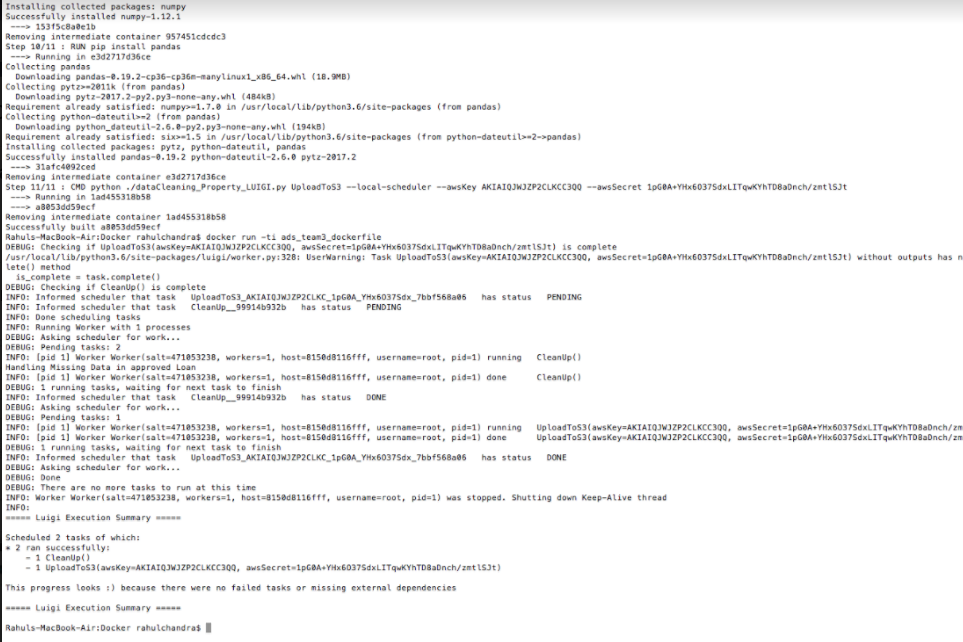 Installing collected packages: numpy
Successfully installed numpy-1.12.1
---> 153f5c8a0e1b
Removing intermediate container 957451cdcdc3
Step 10/11 : RUN pip install pandas
---> Running in e3d2717d36ce
Collecting pandas
Downloading pandas-0.19.2-cp36-cp36m-manylinux1_x86_64.whl (18.9MB)
Collecting pytz>=2011k (from pandas)
Downloading pytz-2017.2-py2.py3-none-any.whl (484kB)
Requirement already satisfied: numpy>=1.7.0 in /usr/local/lib/python3.6/site-packages (from pandas)
Collecting python-dateutil>=2 (from pandas)
Downloading python_dateutil-2.6.0-py2.py3-none-any.whl (194kB)
Requirement already satisfied: six>=1.5 in /usr/local/lib/python3.6/site-packages (from python-dateutil>=2->pandas)
Installing collected packages: pytz, python-dateutil, pandas
Successfully installed pandas-0.19.2 python-dateutil-2.6.0 pytz-2017.2
---> 31afc4092ced
Removing intermediate container e3d2717d36ce
Step 11/11 : CMD python ./dataCleaning_Property_LUIGI.py UploadToS3 --local-scheduler --awsKey AKIAIQJWJZP2CLKCC3QQ --awsSecret 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
---> Running in 1ad455318b58
---> a8053dd59ecf
Removing intermediate container 1ad455318b58
Successfully built a8053dd59ecf
Rahuls-MacBook-Air:Docker rahulchandra$ docker run -ti ads_team3_dockerfile
DEBUG: Checking if UploadToS3(awsKey=AKIAIQJWJZP2CLKCC3QQ, awsSecret=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) is complete
/usr/local/lib/python3.6/site-packages/luigi/worker.py:328: UserWarning: Task UploadToS3(awsKey=AKIAIQJWJZP2CLKCC3QQ, awsSecret=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) without outputs has n
lete() method
is_complete = task.complete()
DEBUG: Checking if CleanUp() is complete
INFO: Informed scheduler that task UploadToS3_AKIAIQJWJZP2CLKC_1pG0A_YHx6O37Sdx_7bbf568a06 has status PENDING
INFO: Informed scheduler that task CleanUp__99914b932b has status PENDING
INFO: Done scheduling tasks
INFO: Running Worker with 1 processes
DEBUG: Asking scheduler for work...
DEBUG: Pending tasks: 2
INFO: [pid 1] Worker Worker(salt=471053238, workers=1, host=8150d8116fff, username=root, pid=1) running CleanUp()
Handling Missing Data in approved Loan
INFO: [pid 1] Worker Worker(salt=471053238, workers=1, host=8150d8116fff, username=root, pid=1) done CleanUp()
DEBUG: 1 running tasks, waiting for next task to finish
INFO: Informed scheduler that task CleanUp__99914b932b has status DONE
DEBUG: Asking scheduler for work...
DEBUG: Pending tasks: 1
INFO: [pid 1] Worker Worker(salt=471053238, workers=1, host=8150d8116fff, username=root, pid=1) running UploadToS3(awsKey=AKIAIQJWJZP2CLKCC3QQ, awsSecret=1pG0A+YHx6O37SdxLITqwKYhTD8aDnch/zm
INFO: [pid 1] Worker Worker(salt=471053238, workers=1, host=8150d8116fff, username=root, pid=1) done UploadToS3(awsKey=AKIAIQJWJZP2CLKCC3QQ, awsSecret=1pG0A+YHx6O37SdxLITqwKYhTD8aDnch/zm
DEBUG: 1 running tasks, waiting for next task to finish
INFO: Informed scheduler that task UploadToS3_AKIAIQJWJZP2CLKC_1pG0A_YHx6O37Sdx_7bbf568a06 has status DONE
DEBUG: Asking scheduler for work...
DEBUG: Done
DEBUG: There are no more tasks to run at this time
INFO: Worker Worker(salt=471053238, workers=1, host=8150d8116fff, username=root, pid=1) was stopped. Shutting down Keep-Alive thread
INFO:
===== Luigi Execution Summary =====
Scheduled 2 tasks of which:
* 2 ran successfully:
- 1 CleanUp()
- 1 UploadToS3(awsKey=AKIAIQJWJZP2CLKCC3QQ, awsSecret=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)
This progress looks :) because there were no failed tasks or missing external dependencies
===== Luigi Execution Summary =====
Rahuls-MacBook-Air:Docker rahulchandra$